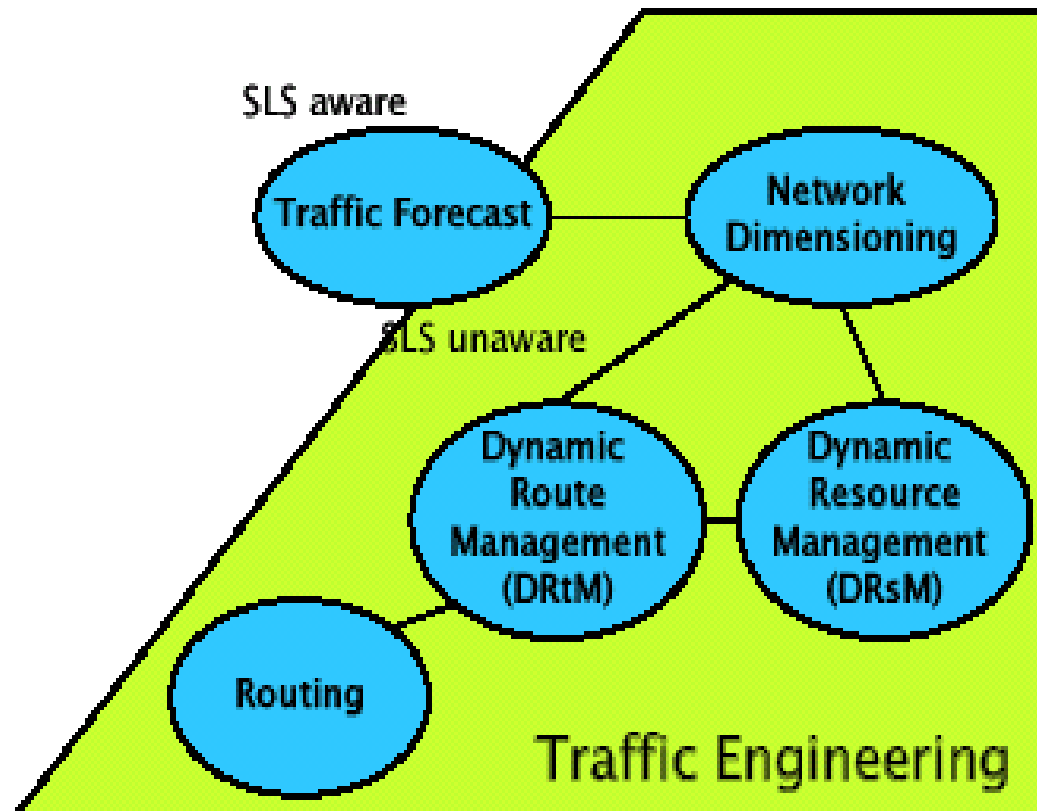 SLS aware
Traffic Forecast
Network
Dimensioning
SLS unaware
Dynamic
Route
Management
(DRtM)
Dynamic
Resource
Management
(DRsM)
Routing
Traffic Engineering